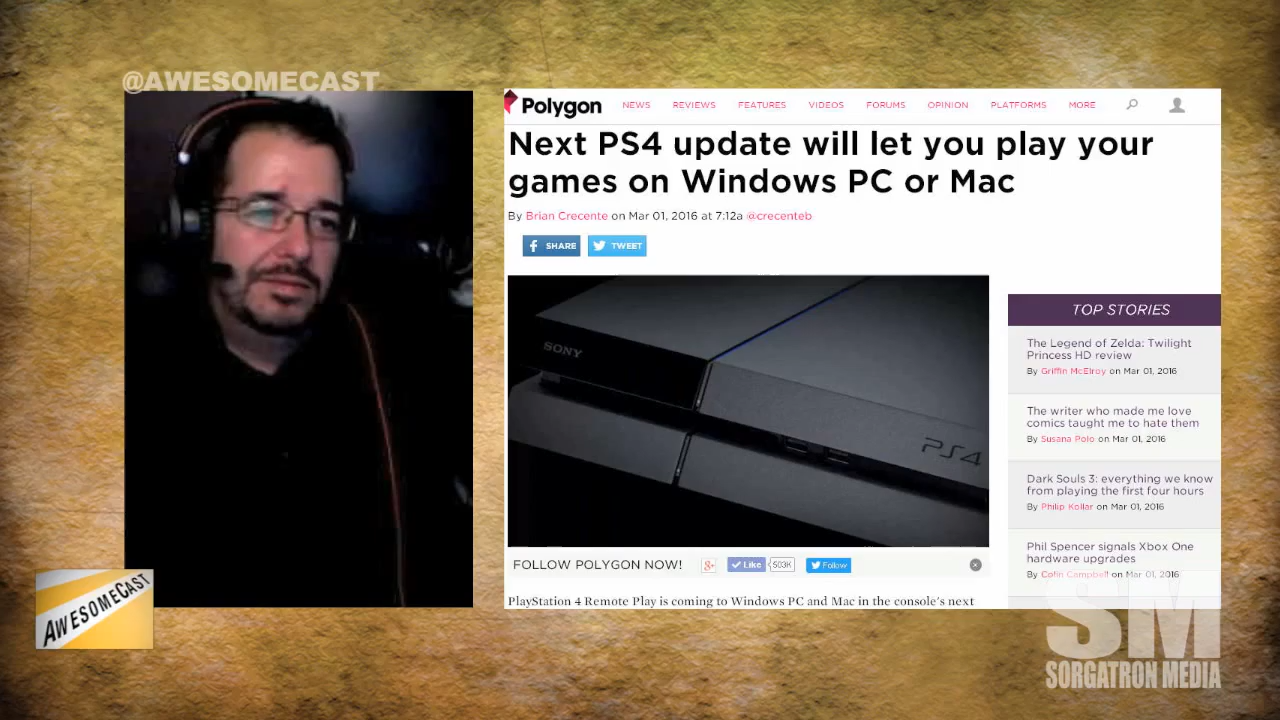 @AWESOMECAST
Polygon
NEWS REVIEWS FEATURES VIDEOS FORUMS OPINION PLATFORMS MORE
Next PS4 update will let you play your
games on Windows PC or Mac
By Brian Crecente on Mar 01, 2016 at 7:12a @crecenteb
SHARE TWEET
SONY
PS4
TOP STORIES
The Legend of Zelda: Twilight
Princess HD review
By Griffin McElroy on Mar 01, 2016
The writer who made me love
comics taught me to hate them
By Susana Polo on Mar 01, 2016
Dark Souls 3: everything we know
from playing the first four hours
By Philip Kollar on Mar 01, 2016
Phil Spencer signals Xbox One
hardware upgrades
By Colin Campbell on Mar 01, 2016
FOLLOW POLYGON NOW! g+ Like 503K Follow
PlayStation 4 Remote Play is coming to Windows PC and Mac in the console's next
AWESOMECAST
SM
SORGATRON MEDIA